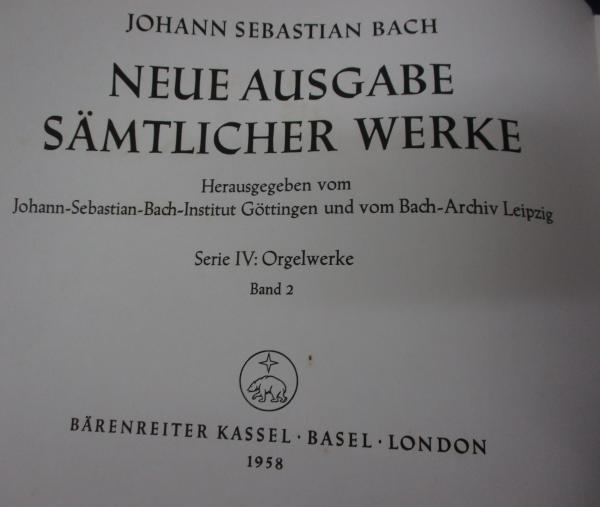 JOHANN SEBASTIAN BACH
NEUE AUSGABE
SÄMTLICHER WERKE
Herausgegeben vom
Johann-Sebastian-Bach-Institut Göttingen und vom Bach-Archiv Leipzig
Serie IV: Orgelwerke
Band 2
BÄRENREITER KASSEL · BASEL · LONDON
1958